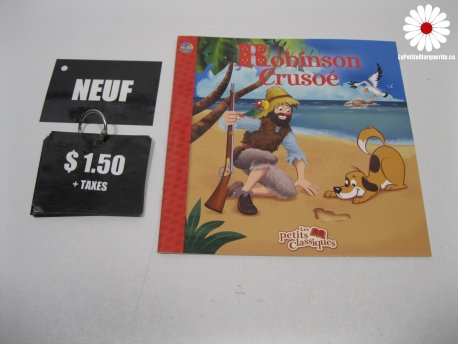 LaPetiteMarguerite.ca
NEUF
$ 1.50
+ TAXES
Robinson
Crusoé
Les
petits
Classiques